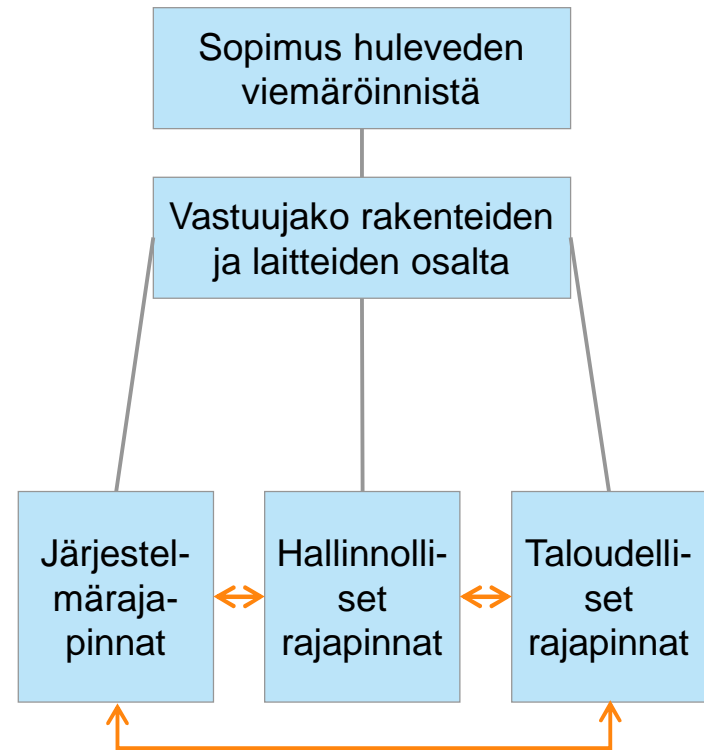 Sopimus huleveden
viemäröinnistä
Vastuujako rakenteiden
ja laitteiden osalta
Järjestel-
märaja-
pinnat
Hallinnolli-
set
rajapinnat
Taloudelli-
set
rajapinnat